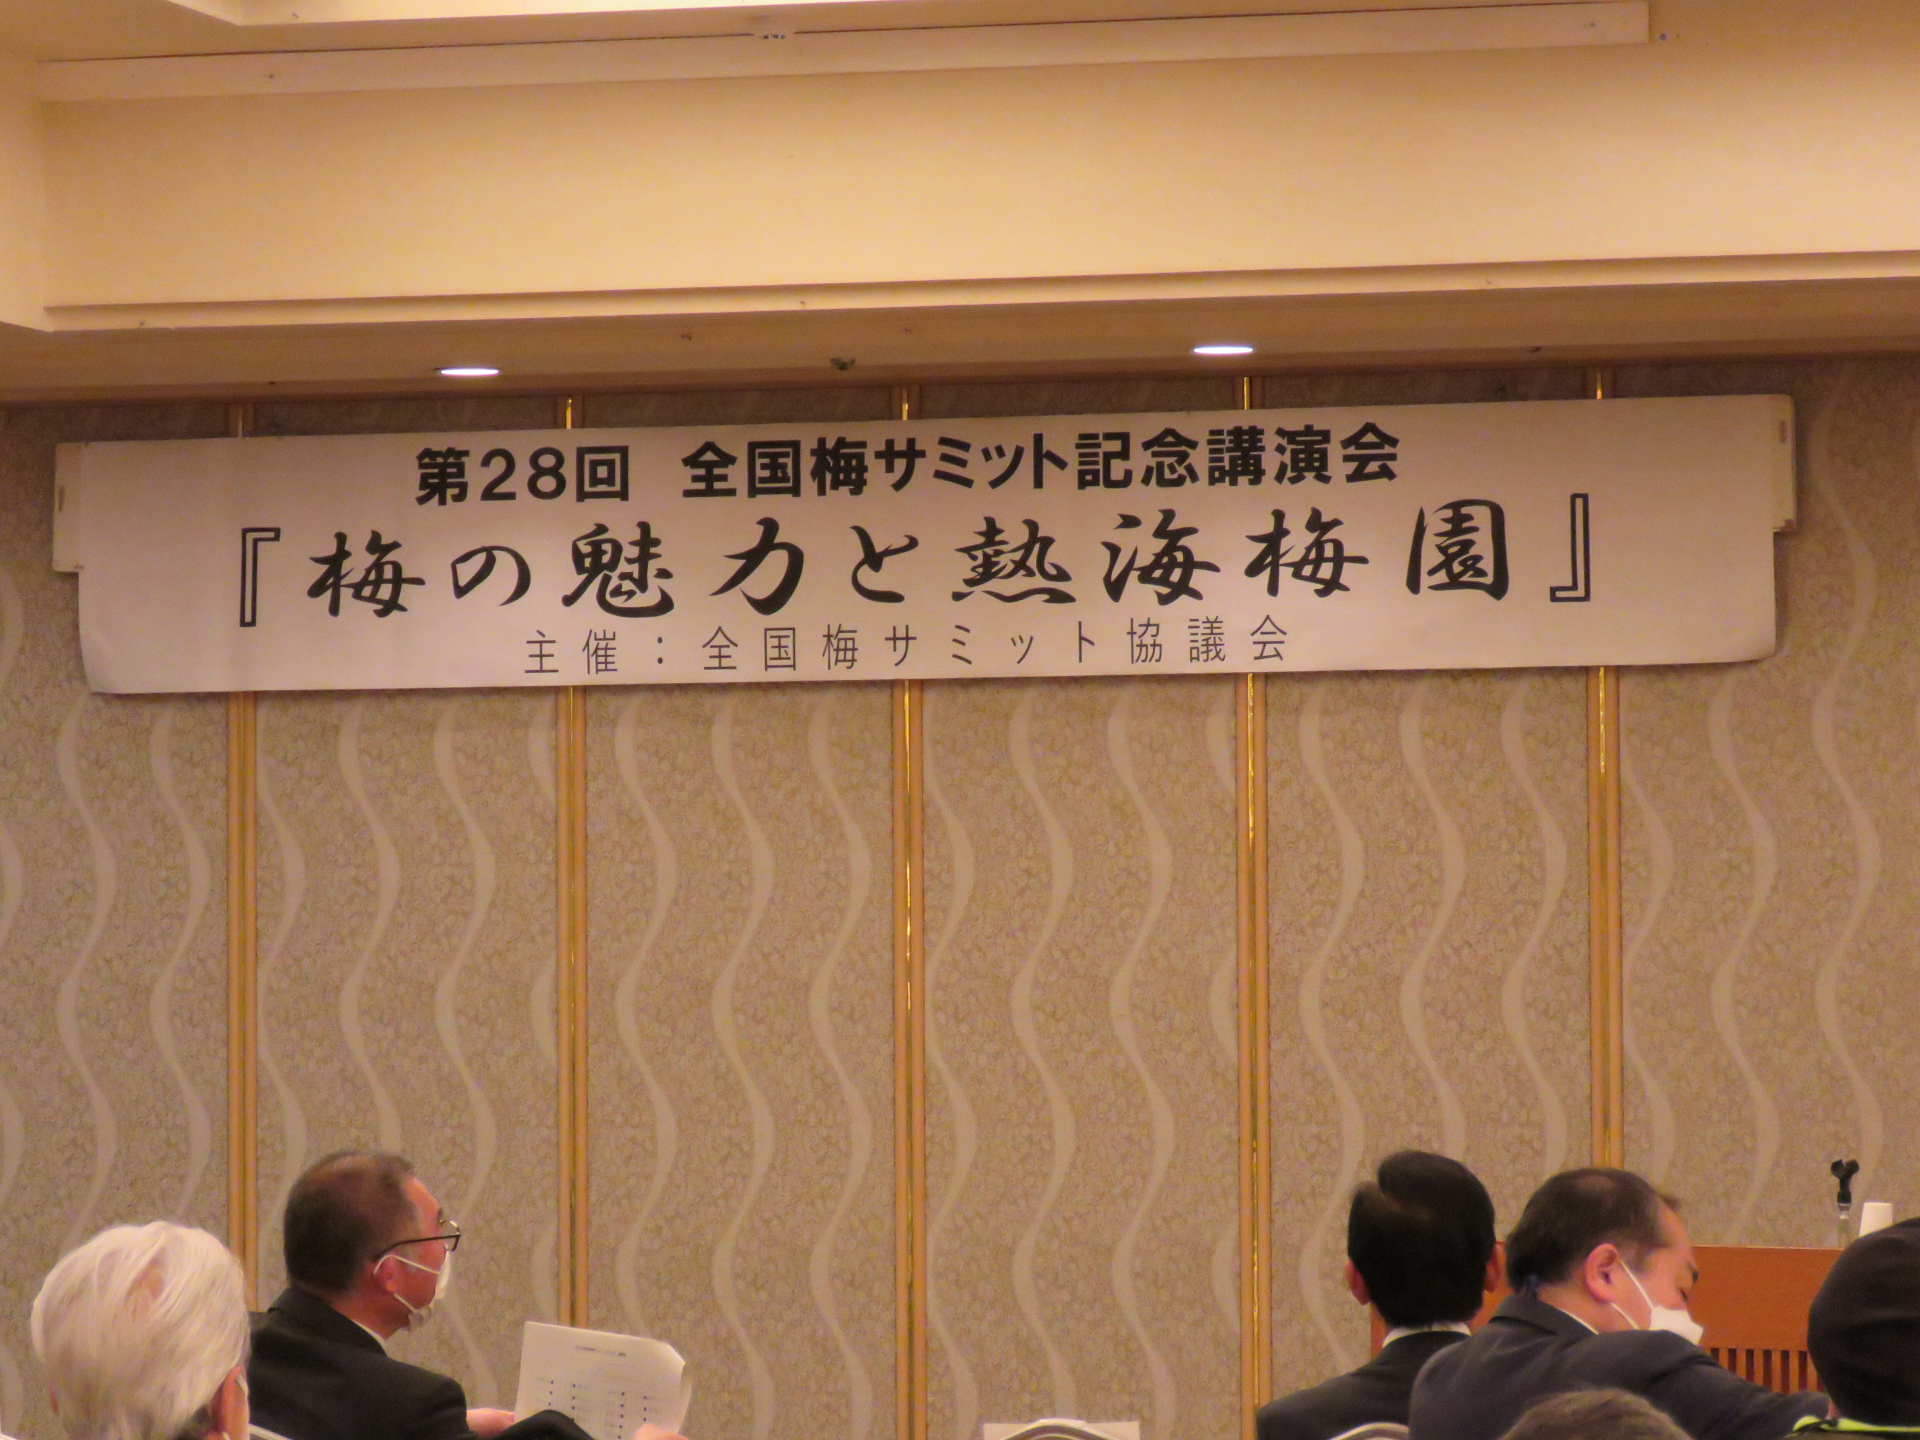 第28回 全国梅サミット記念講演会
『梅の魅力と熱海梅園』
主催：全国梅サミット協議会